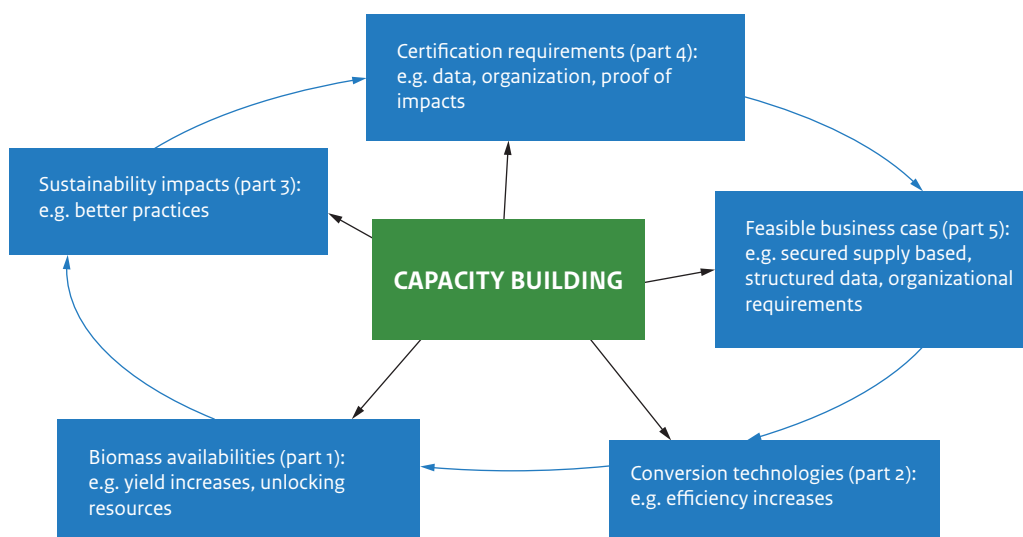 Certification requirements (part 4):
e.g. data, organization, proof of
impacts
Sustainability impacts (part 3):
e.g. better practices
Feasible business case (part 5):
e.g. secured supply based,
structured data, organizational
requirements
CAPACITY BUILDING
Biomass availabilities (part 1):
e.g. yield increases, unlocking
resources
Conversion technologies (part 2):
e.g. efficiency increases